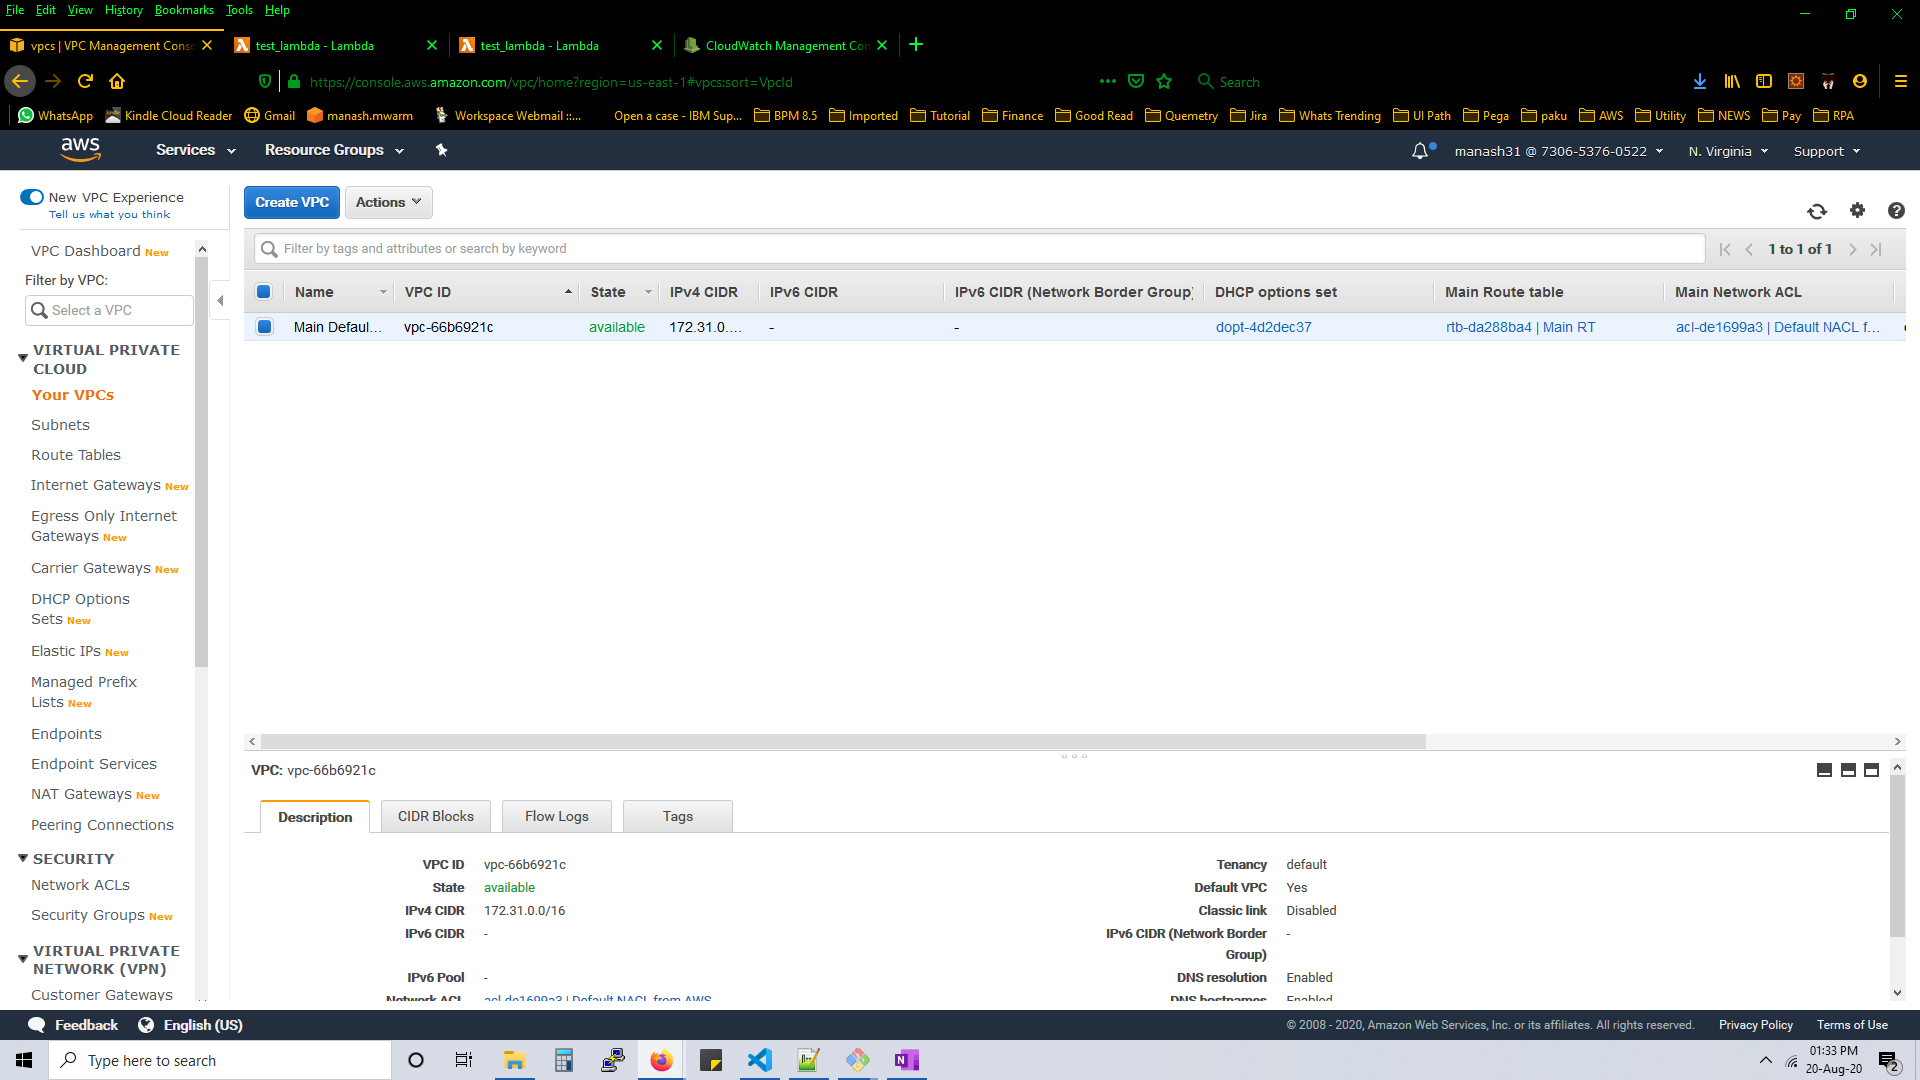 File Edit View History Bookmarks Tools Help
vpcs | VPC Management Conso
test_lambda - Lambda
test_lambda - Lambda
CloudWatch Management Con
https://console.aws.amazon.com/vpc/home?region=us-east-1#vpcs:sort=VpcId
Search
WhatsApp Kindle Cloud Reader Gmail manash.mwarm Workspace Webmail ::... Open a case - IBM Sup... BPM 8.5 Imported Tutorial Finance Good Read Quemetry Jira Whats Trending UI Path Pega paku AWS Utility NEWS Pay RPA
aws Services Resource Groups manash31 @ 7306-5376-0522 N. Virginia Support
New VPC Experience
Tell us what you think
VPC Dashboard New
Filter by VPC:
Select a VPC
VIRTUAL PRIVATE
CLOUD
Your VPCs
Subnets
Route Tables
Internet Gateways New
Egress Only Internet
Gateways New
Carrier Gateways New
DHCP Options
Sets New
Elastic IPs New
Managed Prefix
Lists New
Endpoints
Endpoint Services
NAT Gateways New
Peering Connections
SECURITY
Network ACLs
Security Groups New
VIRTUAL PRIVATE
NETWORK (VPN)
Customer Gateways
Create VPC Actions
Filter by tags and attributes or search by keyword
1 to 1 of 1
Name VPC ID State IPv4 CIDR IPv6 CIDR IPv6 CIDR (Network Border Group) DHCP options set Main Route table Main Network ACL
Main Defaul... vpc-66b6921c available 172.31.0.... - - dopt-4d2dec37 rtb-da288ba4 | Main RT acl-de1699a3 | Default NACL f...
VPC: vpc-66b6921c
Description CIDR Blocks Flow Logs Tags
VPC ID vpc-66b6921c
State available
IPv4 CIDR 172.31.0.0/16
IPv6 CIDR -
IPv6 Pool -
Network ACL acl-de1699a3 | Default NACL from AWS
Tenancy default
Default VPC Yes
Classic link Disabled
IPv6 CIDR (Network Border
Group) -
DNS resolution Enabled
DNS hostnames Enabled
Feedback English (US)
© 2008 - 2020, Amazon Web Services, Inc. or its affiliates. All rights reserved. Privacy Policy Terms of Use
Type here to search
01:33 PM
20-Aug-20
2